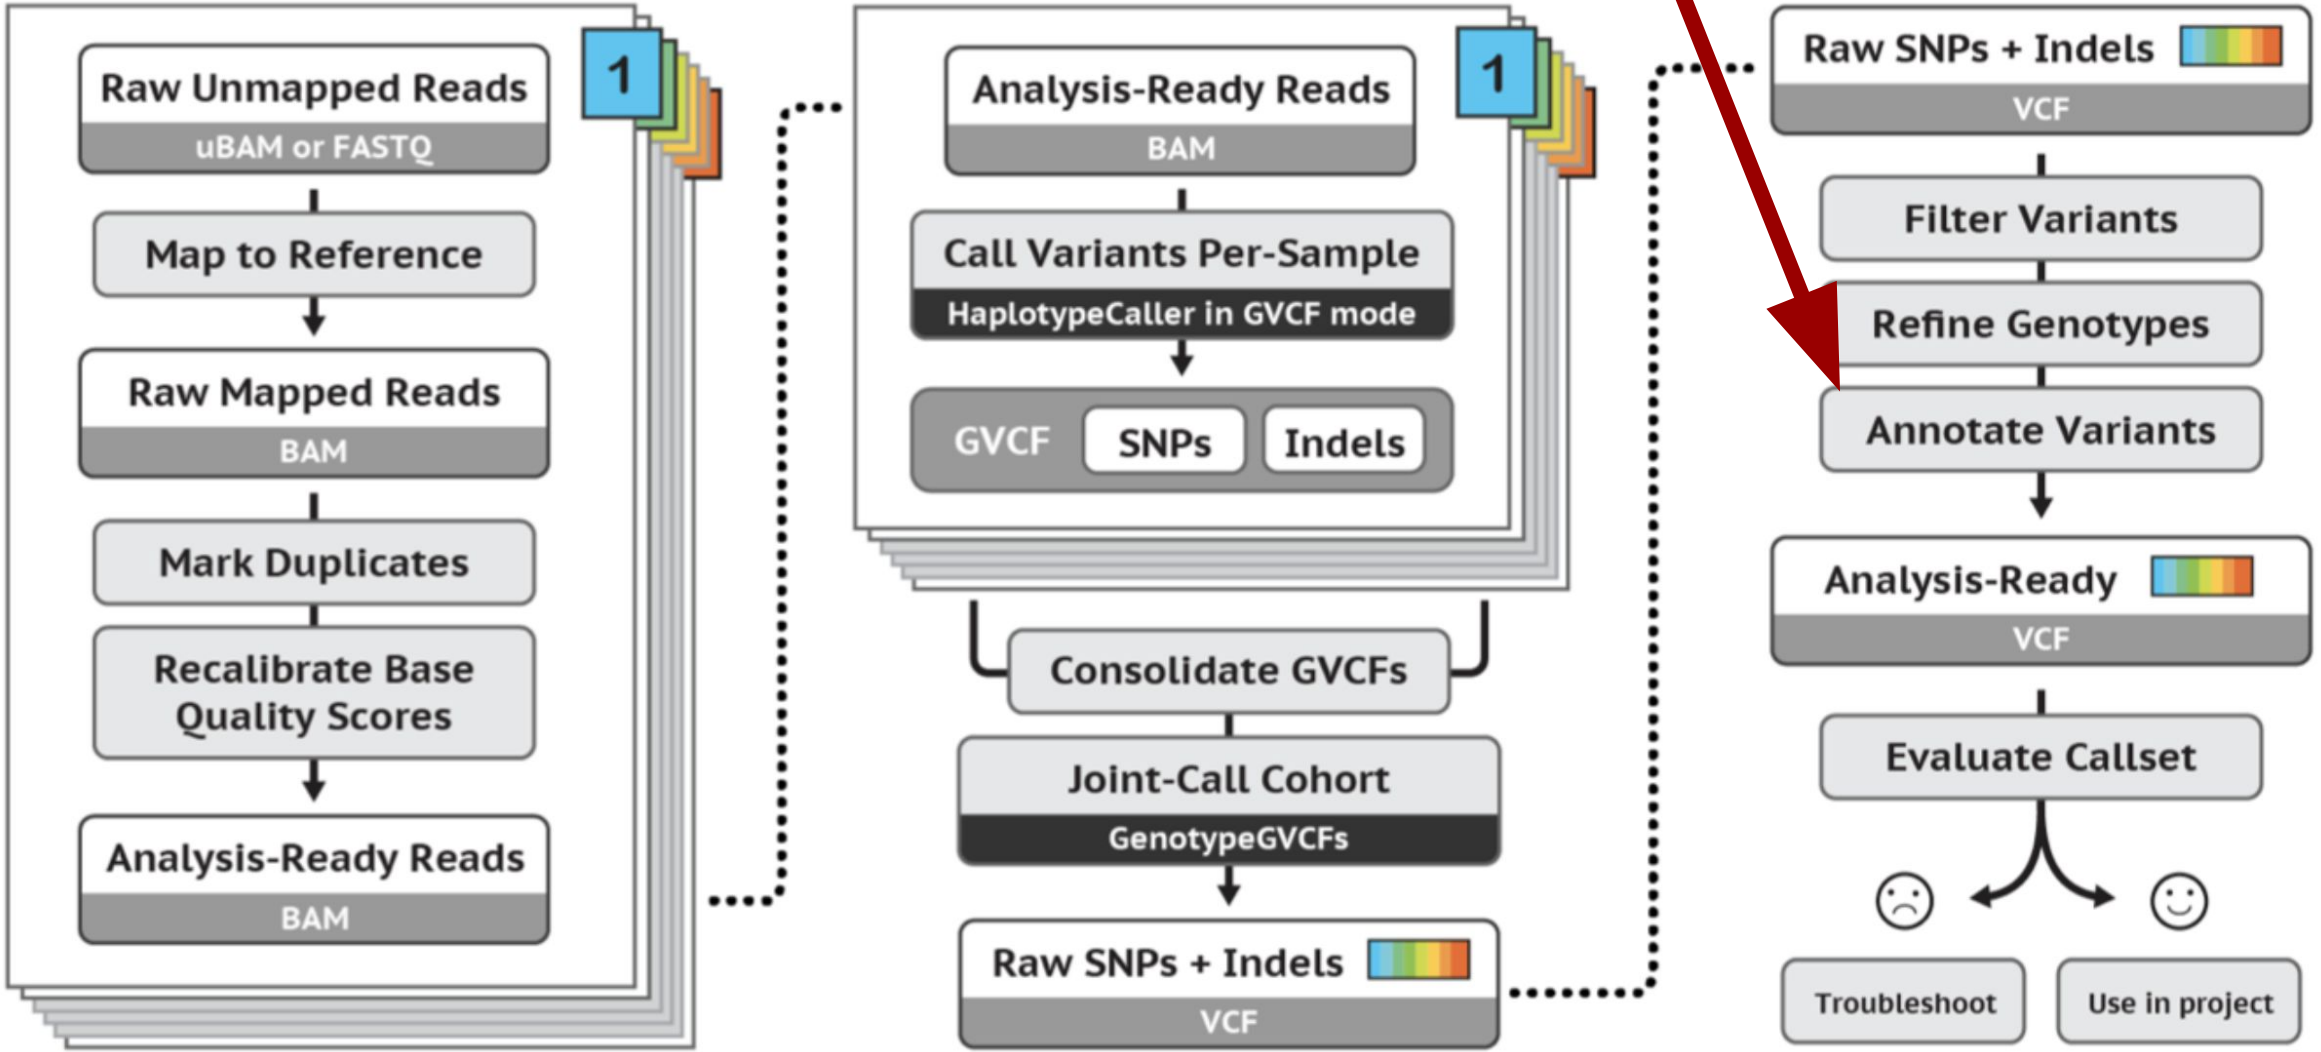 1
Raw Unmapped Reads
uBAM or FASTQ
Map to Reference
Raw Mapped Reads
BAM
Mark Duplicates
Recalibrate Base
Quality Scores
Analysis-Ready Reads
BAM
1
Analysis-Ready Reads
BAM
Call Variants Per-Sample
HaplotypeCaller in GVCF mode
GVCF SNPs Indels
Consolidate GVCFs
Joint-Call Cohort
GenotypeGVCFs
Raw SNPs + Indels
VCF
Raw SNPs + Indels
VCF
Filter Variants
Refine Genotypes
Annotate Variants
Analysis-Ready
VCF
Evaluate Callset
Troubleshoot
Use in project